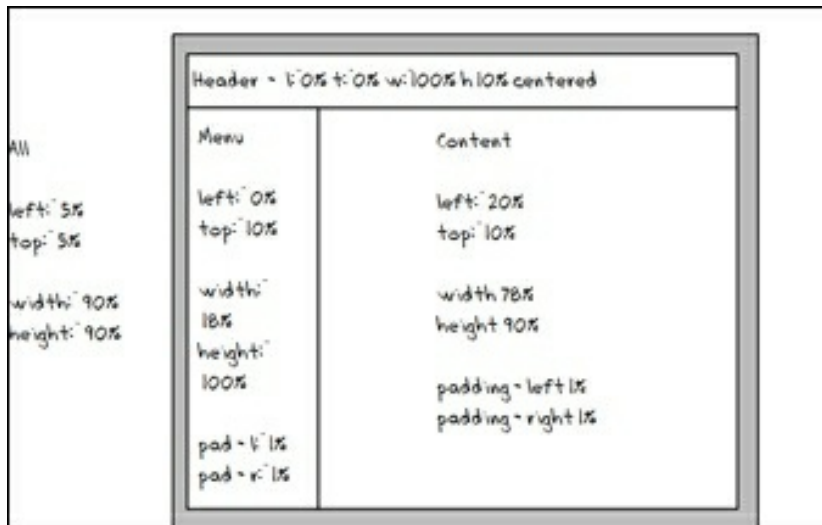 Header - l: 0% t: 0% w: 100% h 10% centered
All
left: 5%
top: 5%
width: 90%
height: 90%
Menu
left: 0%
top: 10%
width:
18%
height:
100%
pad - l: 1%
pad - r: 1%
Content
left: 20%
top: 10%
width 78%
height 90%
padding - left 1%
padding - right 1%